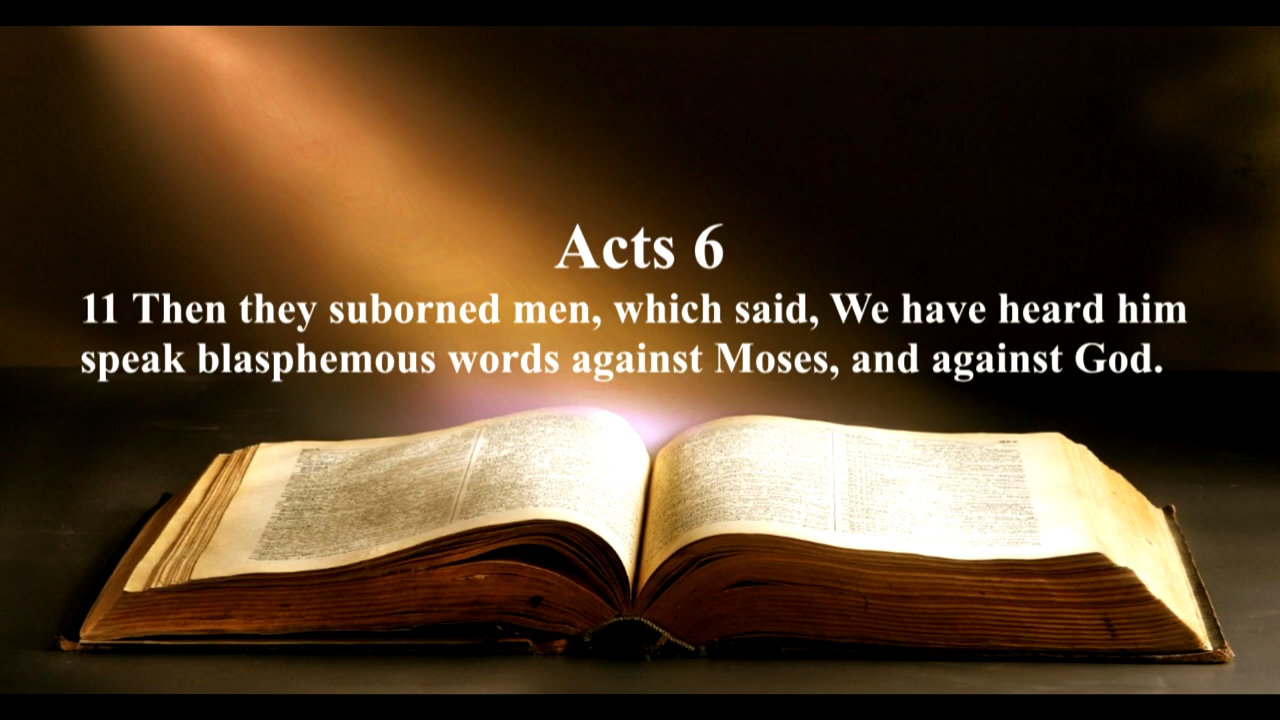 Acts 6
11 Then they suborned men, which said, We have heard him
speak blasphemous words against Moses, and against God.